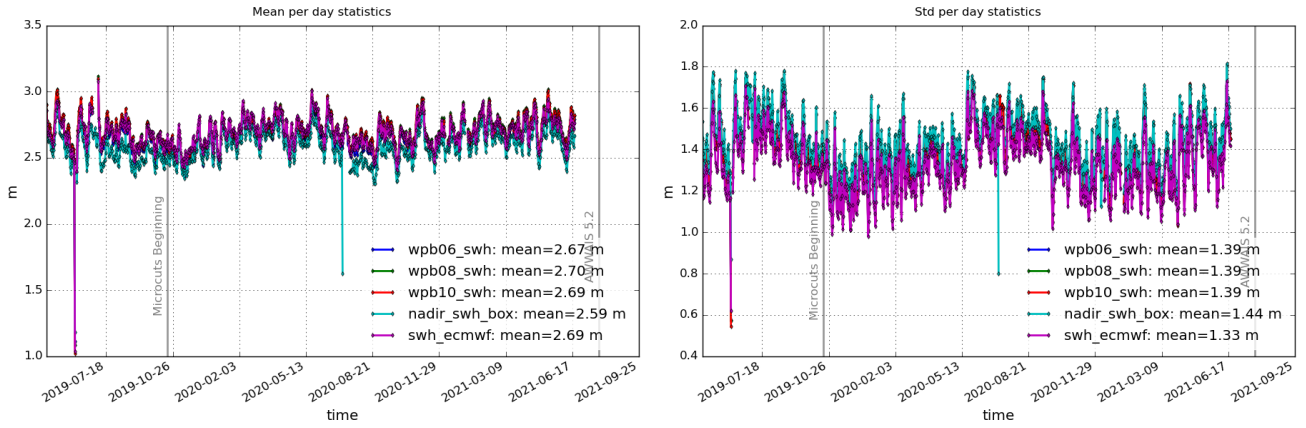 Mean per day statistics
3.5
3.0
2.5
2.0
1.5
1.0
m
Microcuts Beginning
AWWAIS 5.2
wpb06_swh: mean=2.67 m
wpb08_swh: mean=2.70 m
wpb10_swh: mean=2.69 m
nadir_swh_box: mean=2.59 m
swh_ecmwf: mean=2.69 m
2019-07-18
2019-10-26
2020-02-03
2020-05-13
2020-08-21
2020-11-29
2021-03-09
2021-06-17
2021-09-25
time
Std per day statistics
2.0
1.8
1.6
1.4
1.2
1.0
0.8
0.6
0.4
m
Microcuts Beginning
AWWAIS 5.2
wpb06_swh: mean=1.39 m
wpb08_swh: mean=1.39 m
wpb10_swh: mean=1.39 m
nadir_swh_box: mean=1.44 m
swh_ecmwf: mean=1.33 m
2019-07-18
2019-10-26
2020-02-03
2020-05-13
2020-08-21
2020-11-29
2021-03-09
2021-06-17
2021-09-25
time